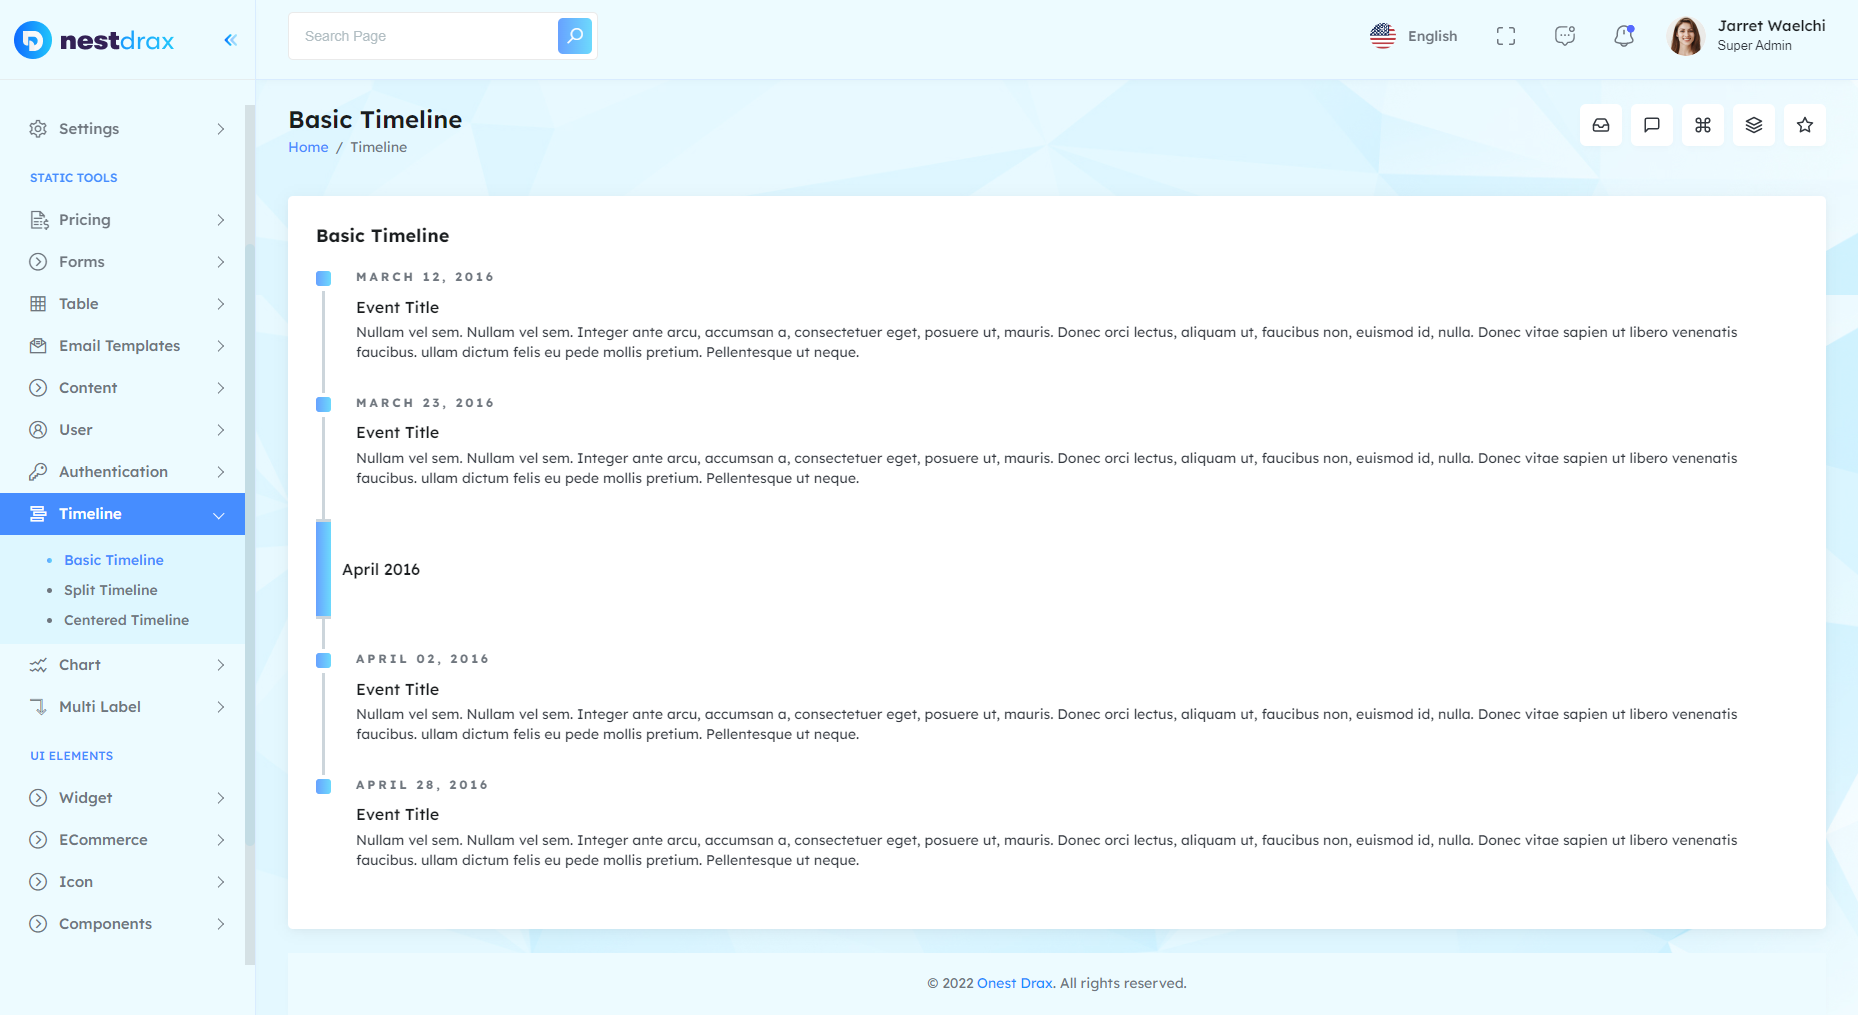 nestdrax
Search Page
English
Jarret Waelchi
Super Admin
Settings
STATIC TOOLS
Pricing
Forms
Table
Email Templates
Content
User
Authentication
Timeline
Basic Timeline
Split Timeline
Centered Timeline
Chart
Multi Label
UI ELEMENTS
Widget
ECommerce
Icon
Components
Basic Timeline
Home / Timeline
Basic Timeline
MARCH 12, 2016
Event Title
Nullam vel sem. Nullam vel sem. Integer ante arcu, accumsan a, consectetuer eget, posuere ut, mauris. Donec orci lectus, aliquam ut, faucibus non, euismod id, nulla. Donec vitae sapien ut libero venenatis
faucibus. ullam dictum felis eu pede mollis pretium. Pellentesque ut neque.
MARCH 23, 2016
Event Title
Nullam vel sem. Nullam vel sem. Integer ante arcu, accumsan a, consectetuer eget, posuere ut, mauris. Donec orci lectus, aliquam ut, faucibus non, euismod id, nulla. Donec vitae sapien ut libero venenatis
faucibus. ullam dictum felis eu pede mollis pretium. Pellentesque ut neque.
April 2016
APRIL 02, 2016
Event Title
Nullam vel sem. Nullam vel sem. Integer ante arcu, accumsan a, consectetuer eget, posuere ut, mauris. Donec orci lectus, aliquam ut, faucibus non, euismod id, nulla. Donec vitae sapien ut libero venenatis
faucibus. ullam dictum felis eu pede mollis pretium. Pellentesque ut neque.
APRIL 28, 2016
Event Title
Nullam vel sem. Nullam vel sem. Integer ante arcu, accumsan a, consectetuer eget, posuere ut, mauris. Donec orci lectus, aliquam ut, faucibus non, euismod id, nulla. Donec vitae sapien ut libero venenatis
faucibus. ullam dictum felis eu pede mollis pretium. Pellentesque ut neque.
© 2022 Onest Drax. All rights reserved.